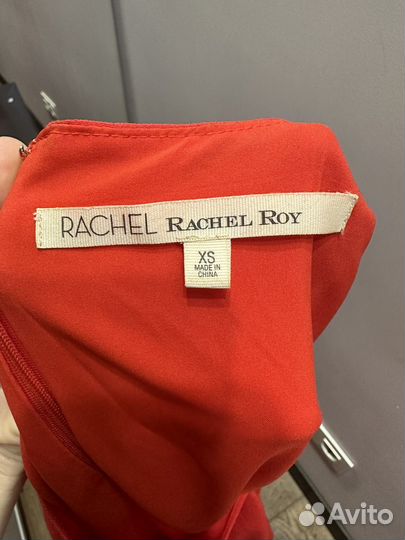 RACHEL RACHEL ROY
XS
MADE IN
CHINA
Avito